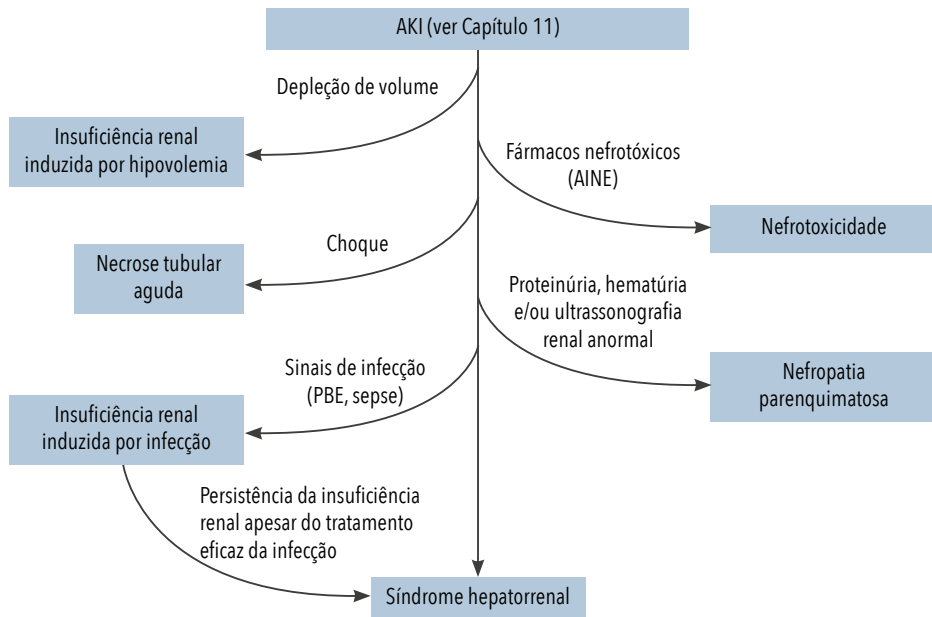 AKI (ver Capítulo 11)
Depleção de volume
Insuficiência renal
induzida por hipovolemia
Fármacos nefrotóxicos
(AINE)
Nefrotoxicidade
Choque
Necrose tubular
aguda
Proteinúria, hematúria
e/ou ultrassonografia
renal anormal
Nefropatia
parenquimatosa
Sinais de infecção
(PBE, sepse)
Insuficiência renal
induzida por infecção
Persistência da insuficiência
renal apesar do tratamento
eficaz da infecção
Síndrome hepatorrenal